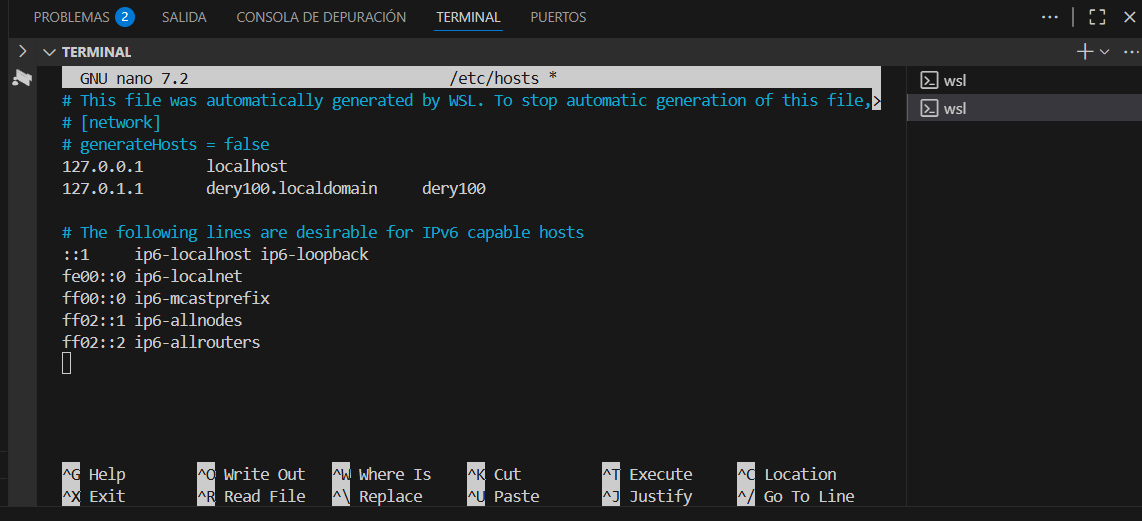 PROBLEMAS 2 SALIDA CONSOLA DE DEPURACIÓN TERMINAL PUERTOS
TERMINAL
GNU nano 7.2 /etc/hosts *
# This file was automatically generated by WSL. To stop automatic generation of this file,>
# [network]
# generateHosts = false
127.0.0.1 localhost
127.0.1.1 dery100.localdomain dery100
# The following lines are desirable for IPv6 capable hosts
::1 ip6-localhost ip6-loopback
fe00::0 ip6-localnet
ff00::0 ip6-mcastprefix
ff02::1 ip6-allnodes
ff02::2 ip6-allrouters
^G Help ^O Write Out ^W Where Is ^K Cut ^T Execute ^C Location
^X Exit ^R Read File ^\ Replace ^U Paste ^J Justify ^/ Go To Line
wsl
wsl